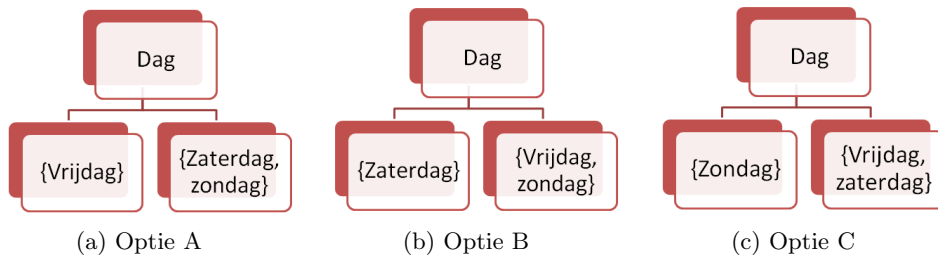 Dag
{Vrijdag}
{Zaterdag,
zondag}
(a) Optie A
Dag
{Zaterdag}
{Vrijdag,
zondag}
(b) Optie B
Dag
{Zondag}
{Vrijdag,
zaterdag}
(c) Optie C